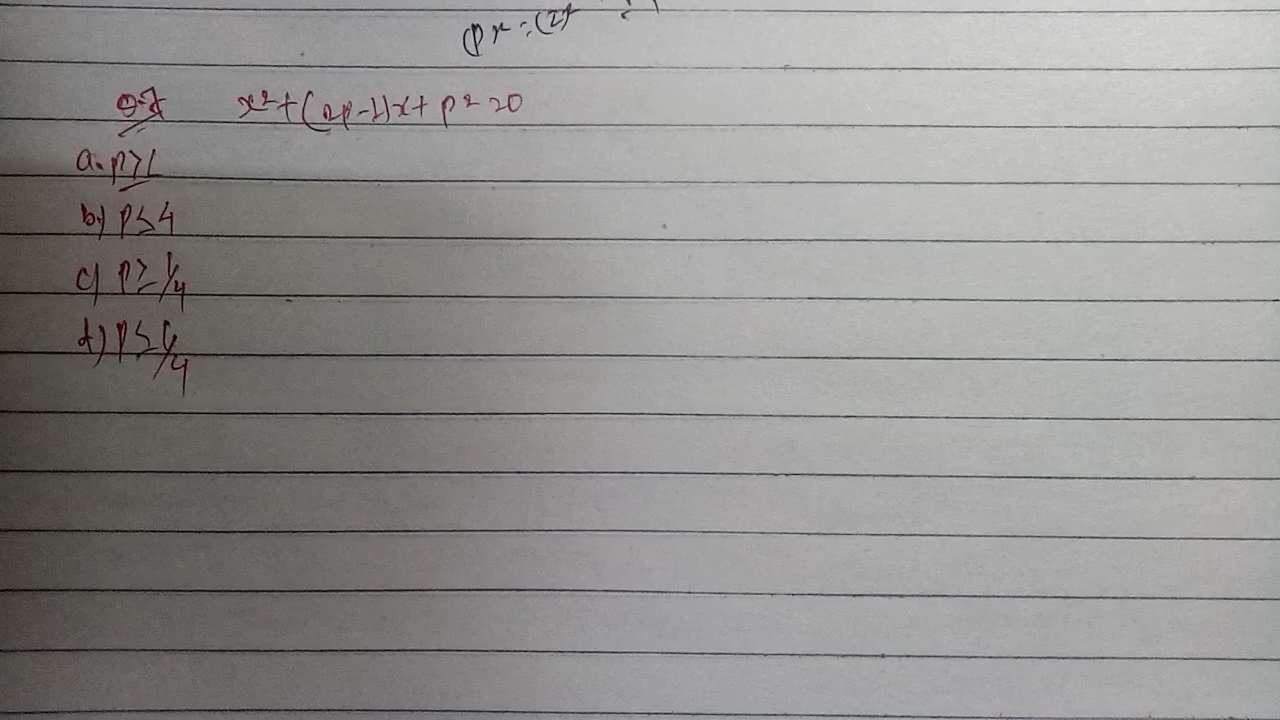 x²+(2p-1)x+p²=0
a. p≥1
b) p≤4
c) p≥1/4
d) p≤1/4